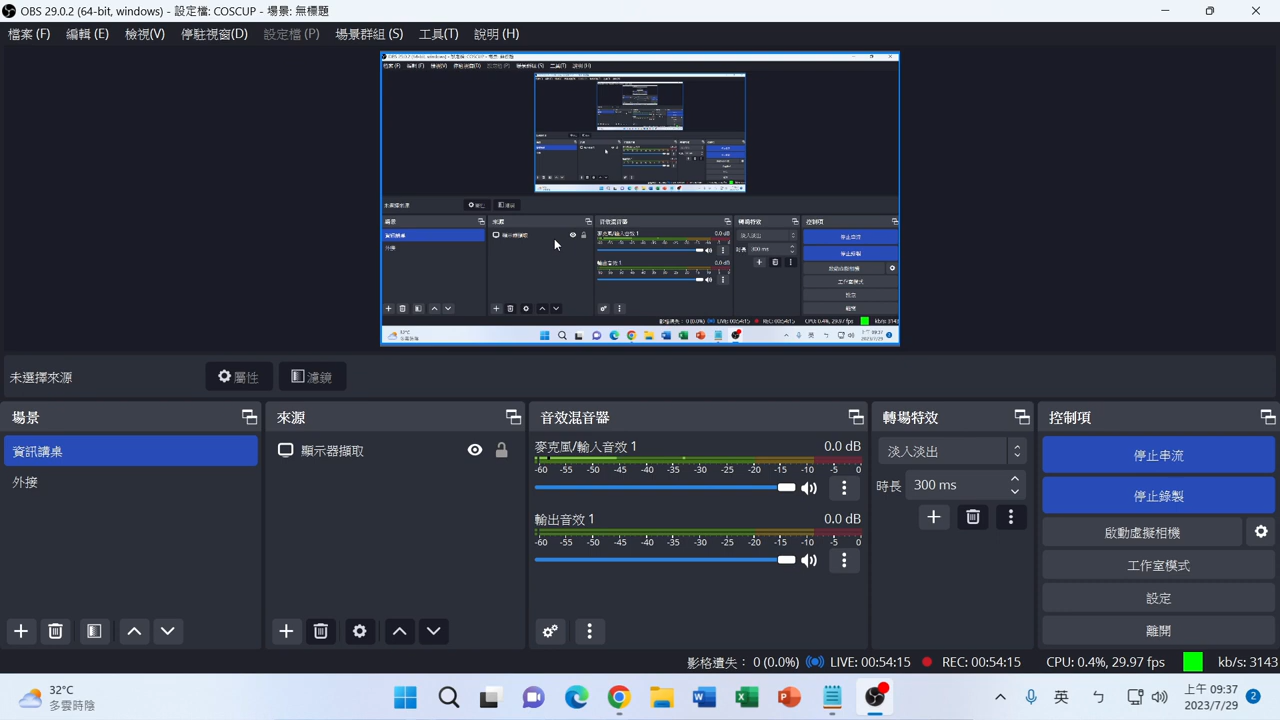 OBS 29.0.2 (64-bit, windows) - 設定檔: COSCUP - 場景: 無標題
檔案 (F) 編輯 (E) 檢視(V) 停駐視窗(D) 設定檔 (P) 場景群組 (S) 工具(T) 說明 (H)
未選擇來源 屬性 濾鏡
場景
資訊講桌
外接
來源
顯示器擷取
音效混音器
麥克風/輸入音效 1 0.0 dB
-60 -55 -50 -45 -40 -35 -30 -25 -20 -15 -10 -5 0
輸出音效 1 0.0 dB
-60 -55 -50 -45 -40 -35 -30 -25 -20 -15 -10 -5 0
轉場特效
淡入淡出
時長 300 ms
控制項
停止串流
停止錄製
啟動虛擬相機
工作室模式
設定
離開
影格遺失： 0 (0.0%) LIVE: 00:54:15 REC: 00:54:15 CPU: 0.4%, 29.97 fps kb/s: 3143
32°C
英 ㄣ 上午 09:37
2023/7/29 2